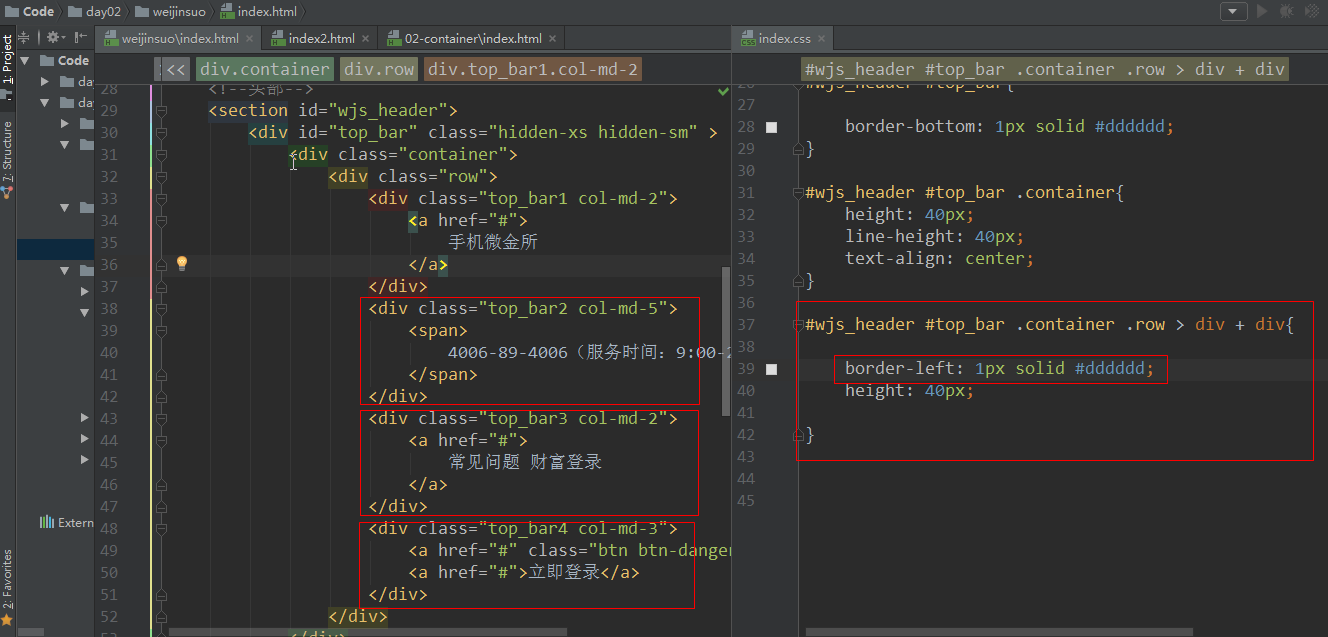 Code day02 weijinsuo index.html
weijinsuo\index.html index2.html 02-container\index.html index.css
1: Project
7: Structure
2: Favorites
Code
Extern
<< div.container div.row div.top_bar1.col-md-2
28 <!--头部-->
29 <section id="wjs_header">
30 <div id="top_bar" class="hidden-xs hidden-sm" >
31 <div class="container">
32 <div class="row">
33 <div class="top_bar1 col-md-2">
34 <a href="#">
35 手机微金所
36 </a>
37 </div>
38 <div class="top_bar2 col-md-5">
39 <span>
40 4006-89-4006（服务时间：9:00-2
41 </span>
42 </div>
43 <div class="top_bar3 col-md-2">
44 <a href="#">
45 常见问题 财富登录
46 </a>
47 </div>
48 <div class="top_bar4 col-md-3">
49 <a href="#" class="btn btn-danger
50 <a href="#">立即登录</a>
51 </div>
52 </div>
</div>
#wjs_header #top_bar .container .row > div + div
26 #wjs_header #top_bar{
27
28 border-bottom: 1px solid #dddddd;
29 }
30
31 #wjs_header #top_bar .container{
32 height: 40px;
33 line-height: 40px;
34 text-align: center;
35 }
36
37 #wjs_header #top_bar .container .row > div + div{
38
39 border-left: 1px solid #dddddd;
40 height: 40px;
41
42 }
43
44
45